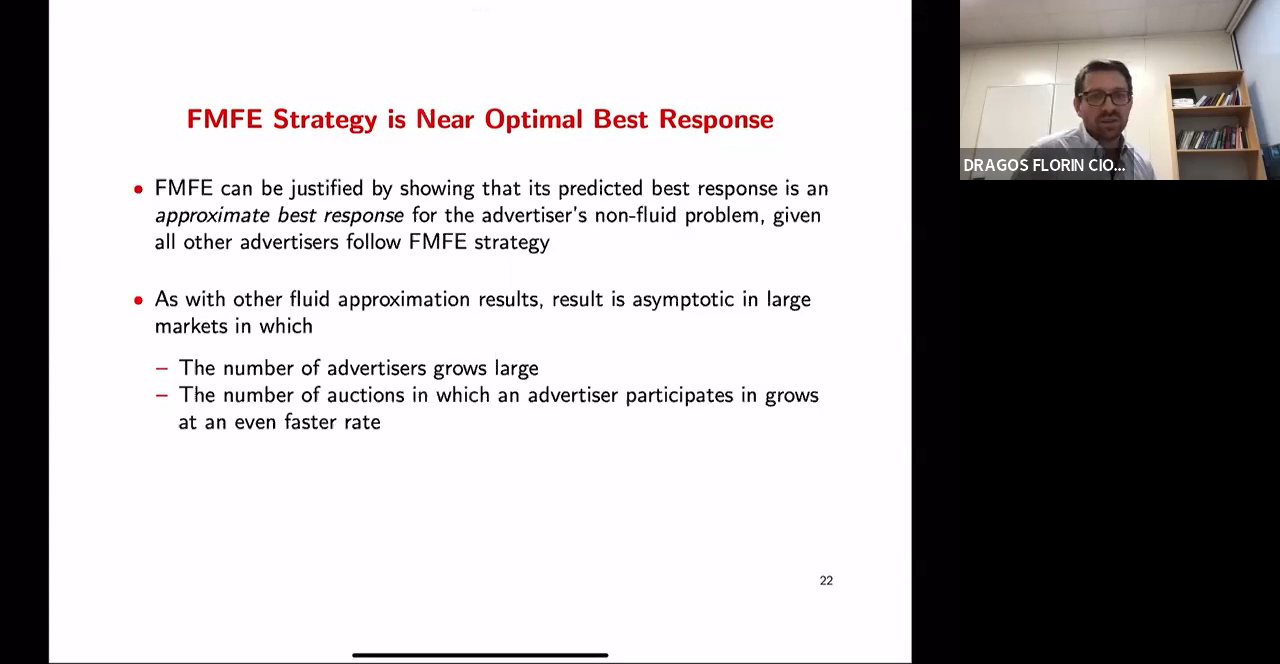 FMFE Strategy is Near Optimal Best Response
• FMFE can be justified by showing that its predicted best response is an
approximate best response for the advertiser's non-fluid problem, given
all other advertisers follow FMFE strategy
• As with other fluid approximation results, result is asymptotic in large
markets in which
– The number of advertisers grows large
– The number of auctions in which an advertiser participates in grows
at an even faster rate
22
DRAGOS FLORIN CIO...